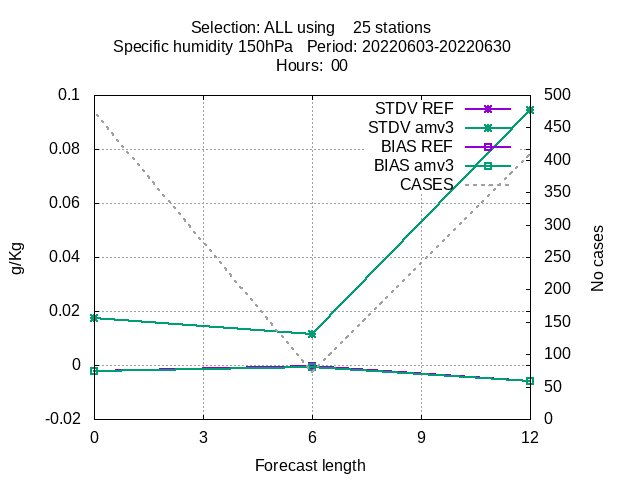 Selection: ALL using    25 stations
Specific humidity 150hPa   Period: 20220603-20220630
Hours:  00
STDV REF
STDV amv3
BIAS REF
BIAS amv3
CASES
g/Kg
0.1
0.08
0.06
0.04
0.02
0
-0.02
No cases
500
450
400
350
300
250
200
150
100
50
0
0 3 6 9 12
Forecast length